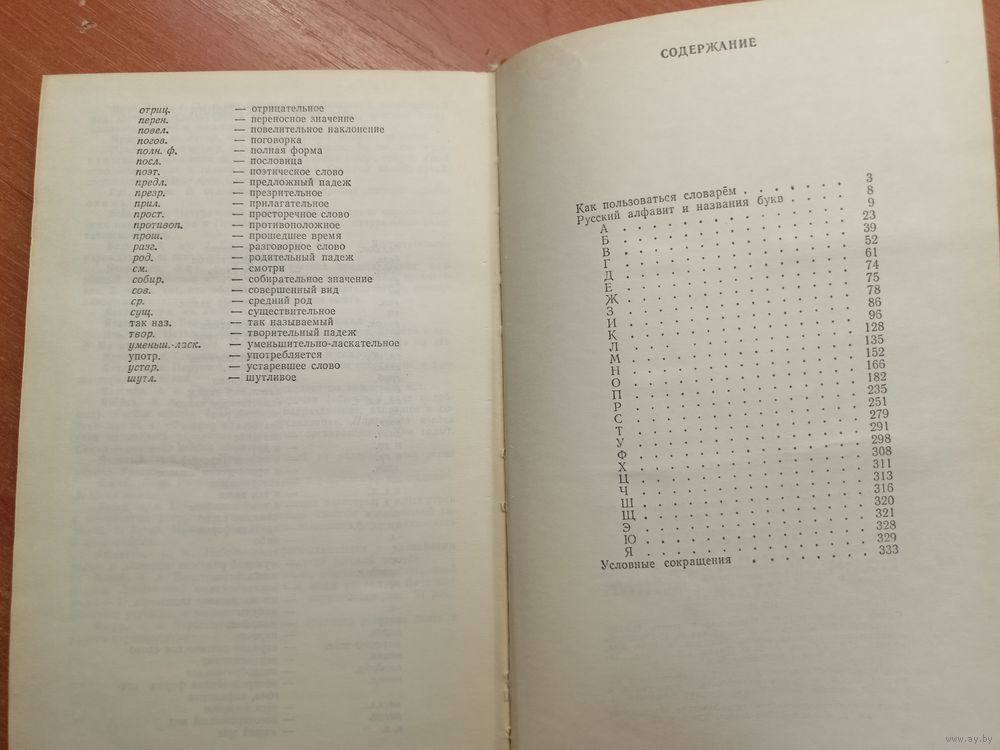 отриц. — отрицательное
перен. — переносное значение
повел. — повелительное наклонение
погов. — поговорка
полн. ф. — полная форма
посл. — пословица
поэт. — поэтическое слово
предл. — предложный падеж
презр. — презрительное
прил. — прилагательное
прост. — просторечное слово
противоп. — противоположное
прош. — прошедшее время
разг. — разговорное слово
род. — родительный падеж
см. — смотри
собир. — собирательное значение
сов. — совершенный вид
ср. — средний род
сущ. — существительное
так наз. — так называемый
твор. — творительный падеж
уменьш.-ласк. — уменьшительно-ласкательное
употр. — употребляется
устар. — устаревшее слово
шутл. — шутливое
СОДЕРЖАНИЕ
Как пользоваться словарём . . . . . . 3
Русский алфавит и названия букв . . . . 8
А . . . . . . . . . . . . 9
Б . . . . . . . . . . . . 23
В . . . . . . . . . . . . 39
Г . . . . . . . . . . . . 52
Д . . . . . . . . . . . . 61
Е . . . . . . . . . . . . 74
Ж . . . . . . . . . . . . 75
З . . . . . . . . . . . . 78
И . . . . . . . . . . . . 86
К . . . . . . . . . . . . 96
Л . . . . . . . . . . . . 128
М . . . . . . . . . . . . 135
Н . . . . . . . . . . . . 152
О . . . . . . . . . . . . 166
П . . . . . . . . . . . . 182
Р . . . . . . . . . . . . 235
С . . . . . . . . . . . . 251
Т . . . . . . . . . . . . 279
У . . . . . . . . . . . . 291
Ф . . . . . . . . . . . . 298
Х . . . . . . . . . . . . 308
Ц . . . . . . . . . . . . 311
Ч . . . . . . . . . . . . 313
Ш . . . . . . . . . . . . 316
Щ . . . . . . . . . . . . 320
Э . . . . . . . . . . . . 321
Ю . . . . . . . . . . . . 328
Я . . . . . . . . . . . . 329
Условные сокращения . . . . . . . 333
www.ay.by